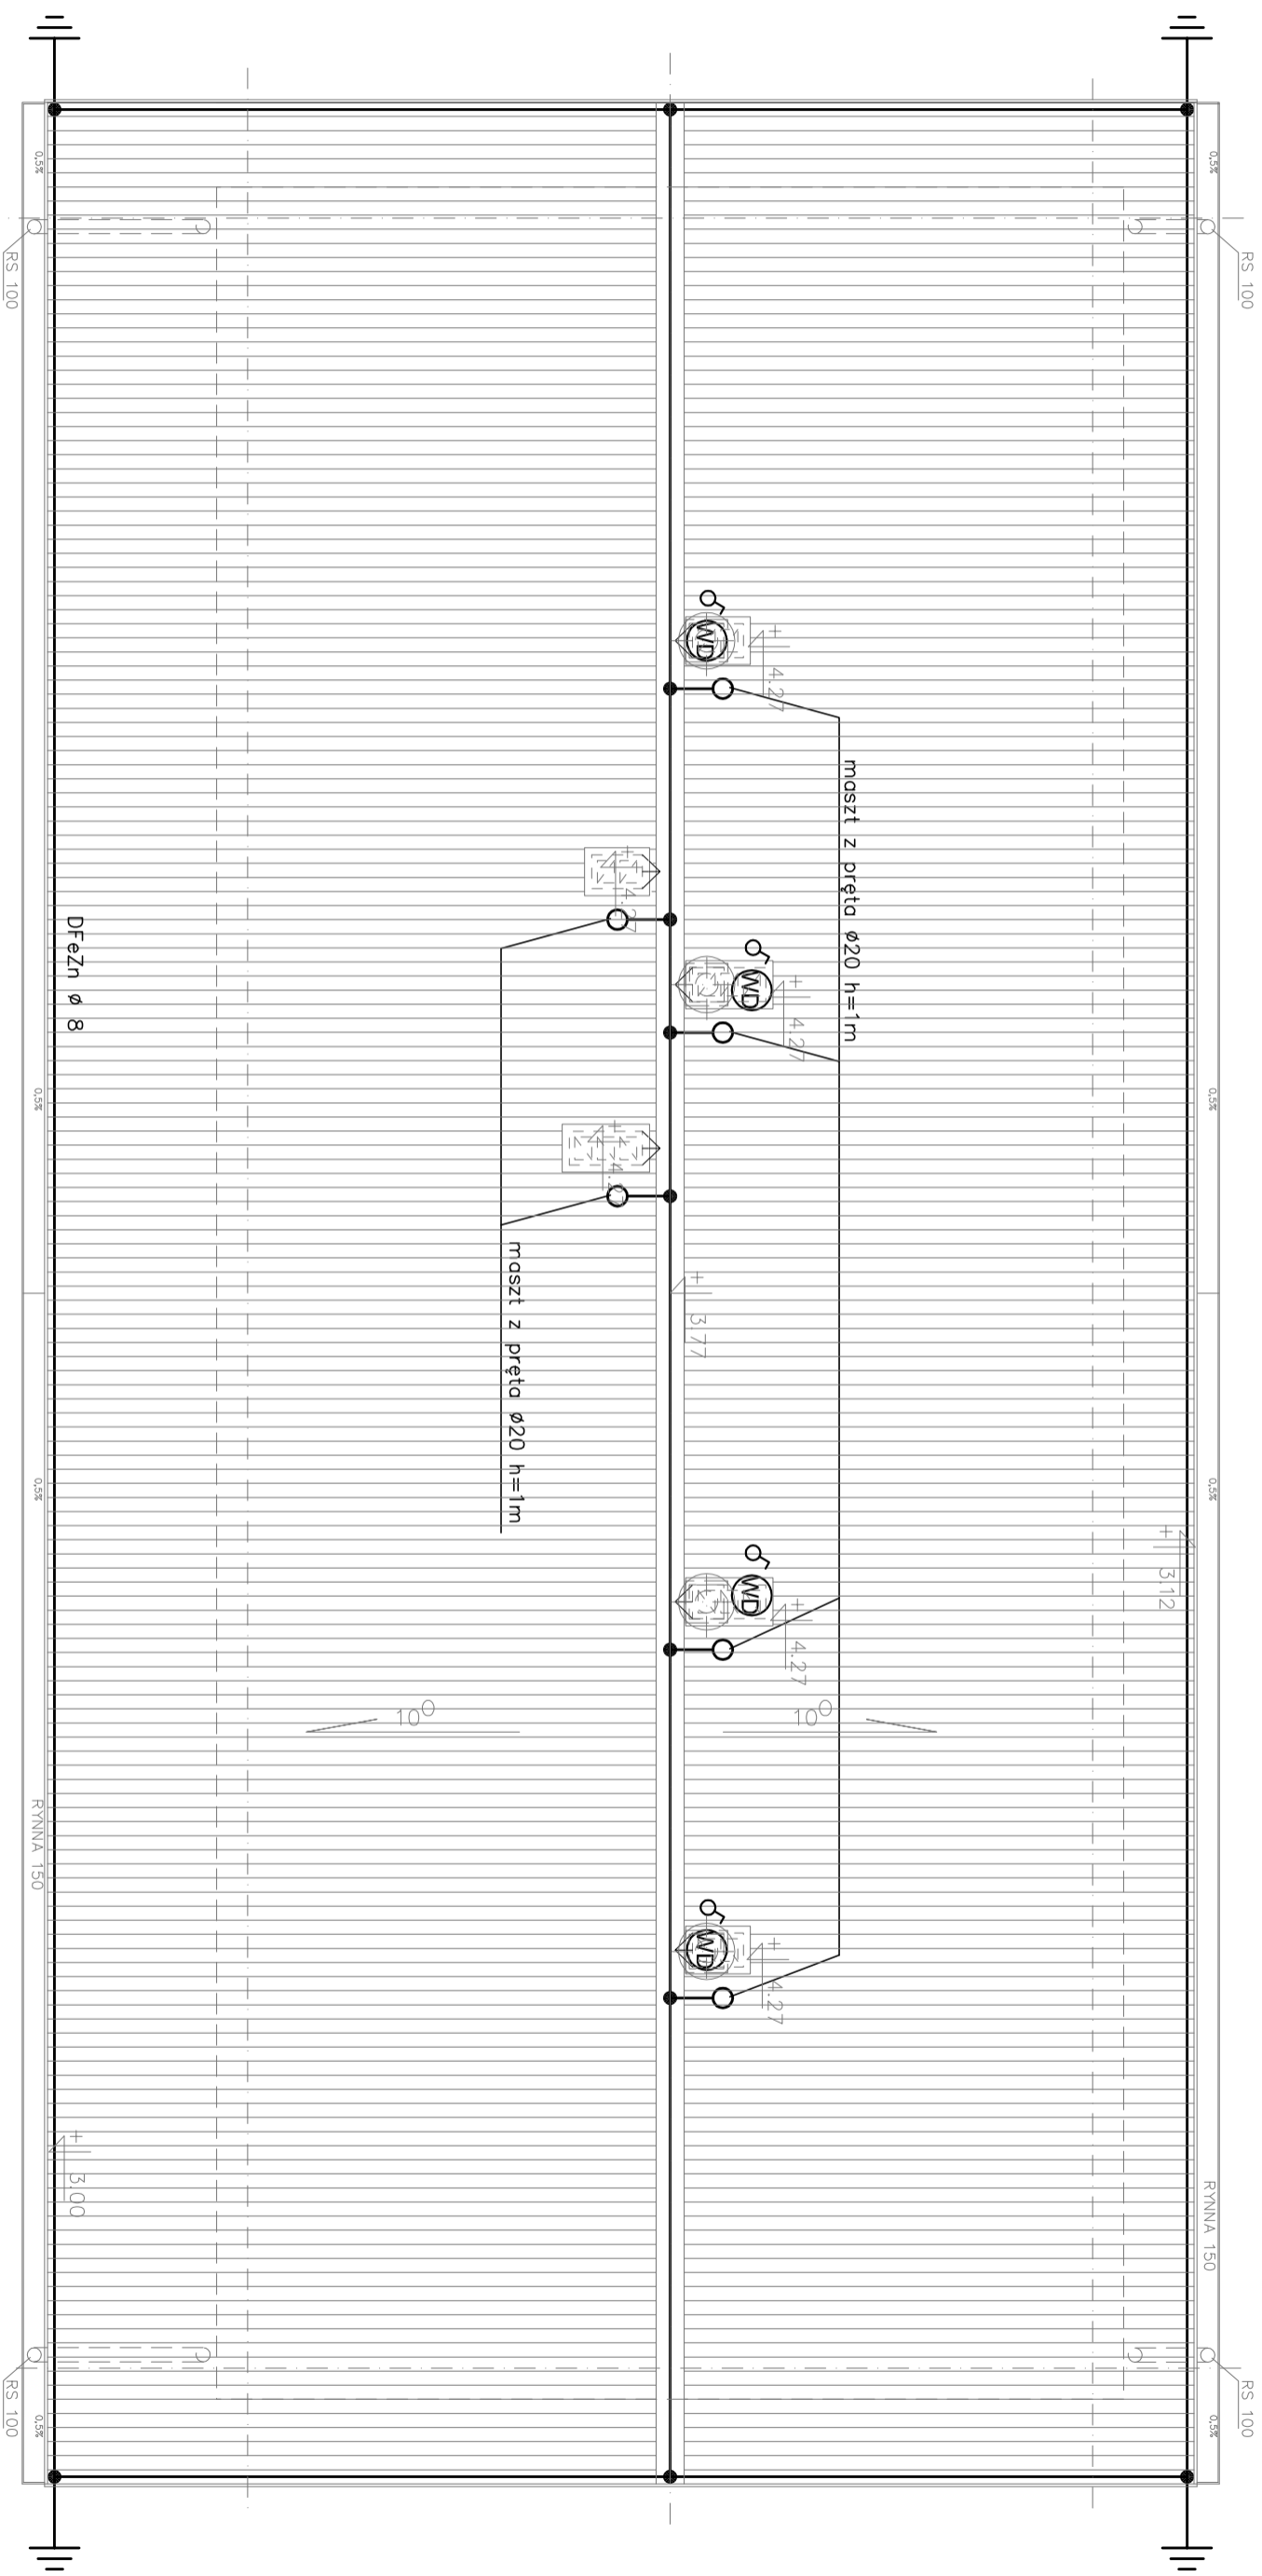 0,5%
0,5%
RS 100
RS 100
WD
+ 4.27
maszt z pręta ø20 h=1m
+ 4.27
DFeZn ø 8
WD
+ 4.27
0,5%
0,5%
maszt z pręta ø20 h=1m
+ 3.77
0,5%
0,5%
+ 3.12
WD
+ 4.27
10°
10°
RYNNA 150
WD
+ 4.27
+ 3.00
RYNNA 150
RS 100
RS 100
0,5%
0,5%